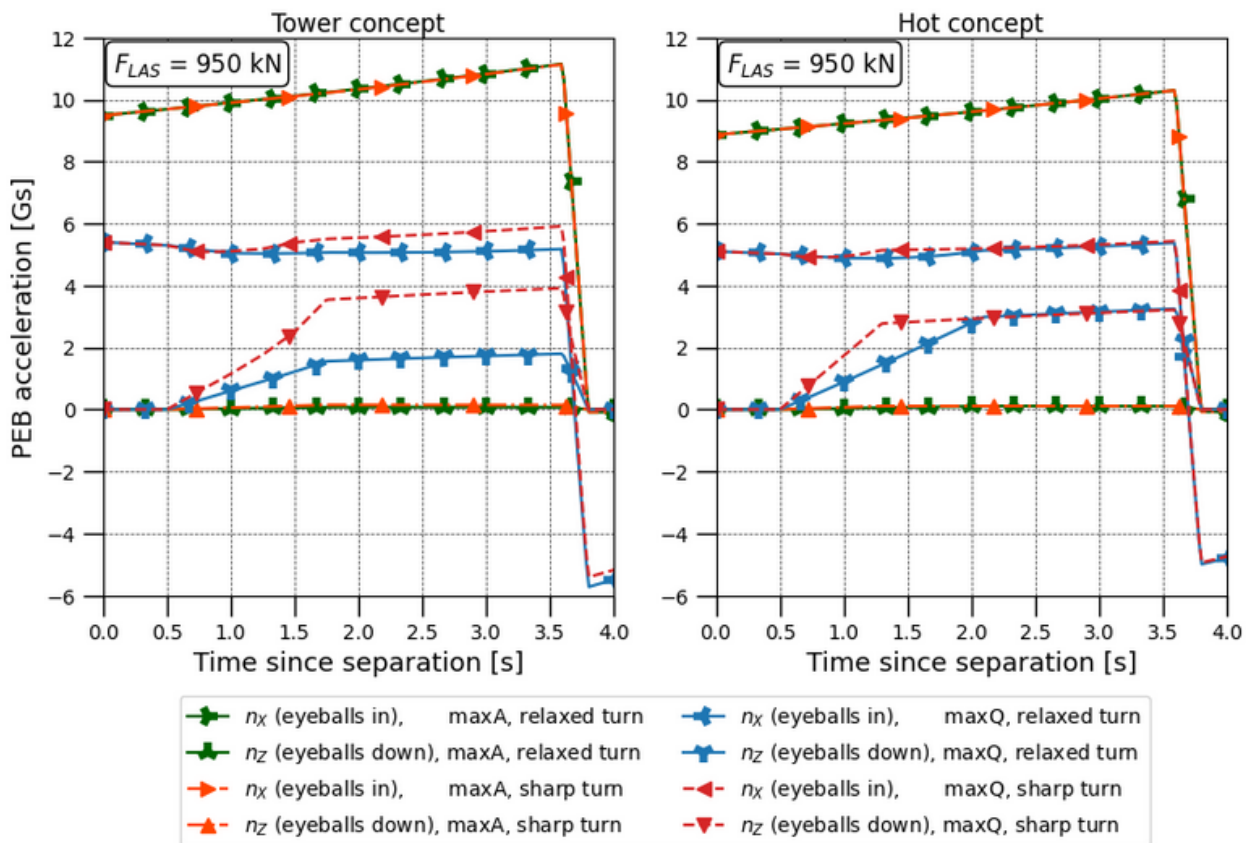 Tower concept
Hot concept
F_LAS = 950 kN
F_LAS = 950 kN
PEB acceleration [Gs]
12
10
8
6
4
2
0
−2
−4
−6
12
10
8
6
4
2
0
−2
−4
−6
0.0 0.5 1.0 1.5 2.0 2.5 3.0 3.5 4.0
0.0 0.5 1.0 1.5 2.0 2.5 3.0 3.5 4.0
Time since separation [s]
Time since separation [s]
n_X (eyeballs in), maxA, relaxed turn
n_Z (eyeballs down), maxA, relaxed turn
n_X (eyeballs in), maxA, sharp turn
n_Z (eyeballs down), maxA, sharp turn
n_X (eyeballs in), maxQ, relaxed turn
n_Z (eyeballs down), maxQ, relaxed turn
n_X (eyeballs in), maxQ, sharp turn
n_Z (eyeballs down), maxQ, sharp turn